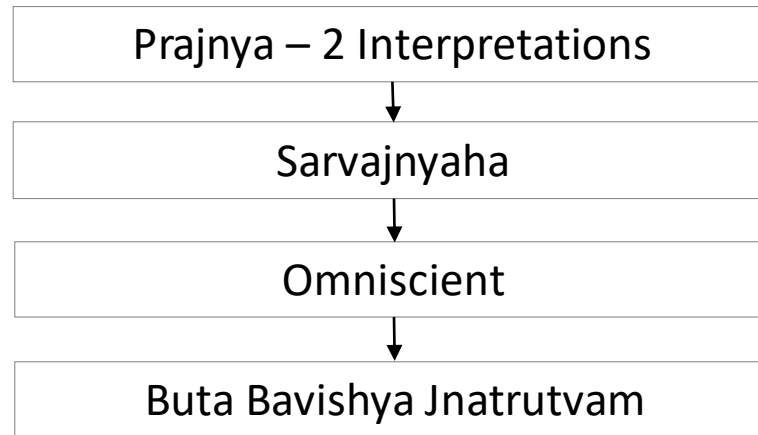 Prajnya – 2 Interpretations
Sarvajnyaha
Omniscient
Buta Bavishya Jnatrutvam